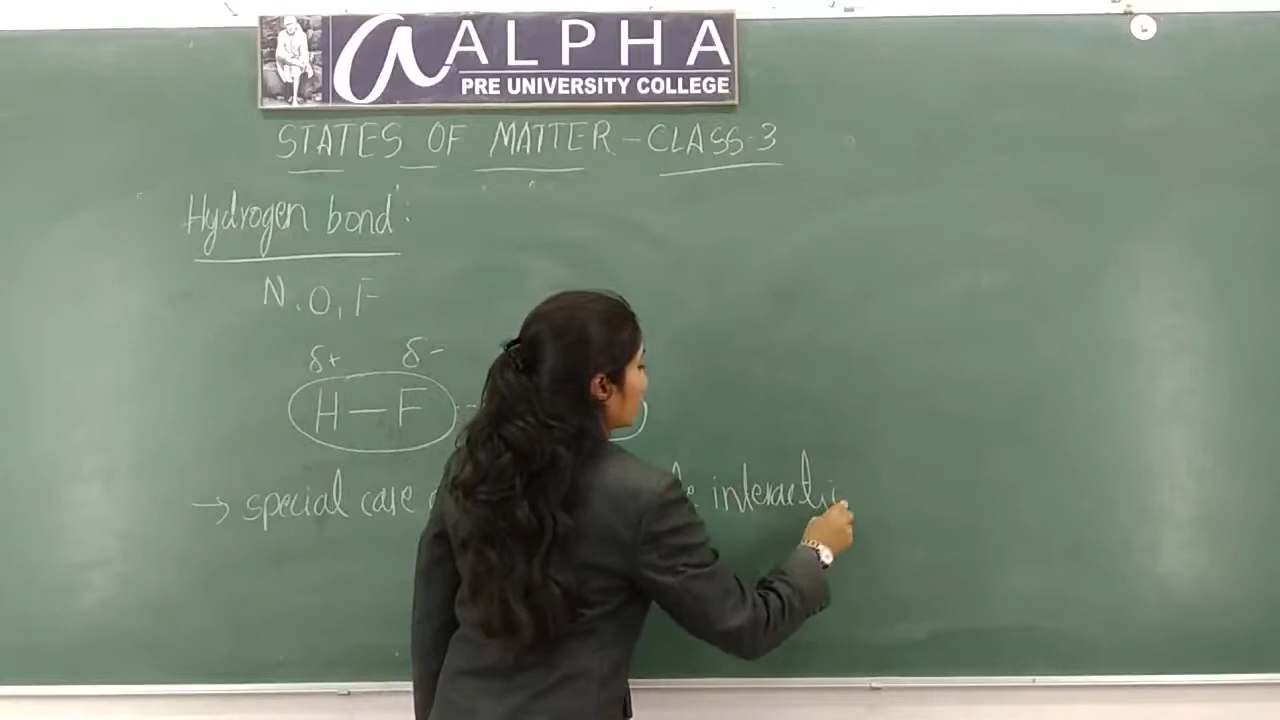 a ALPHA
PRE UNIVERSITY COLLEGE
STATES OF MATTER - CLASS-3
Hydrogen bond:
N, O, F
δ+ δ-
H — F
→ special case interacti